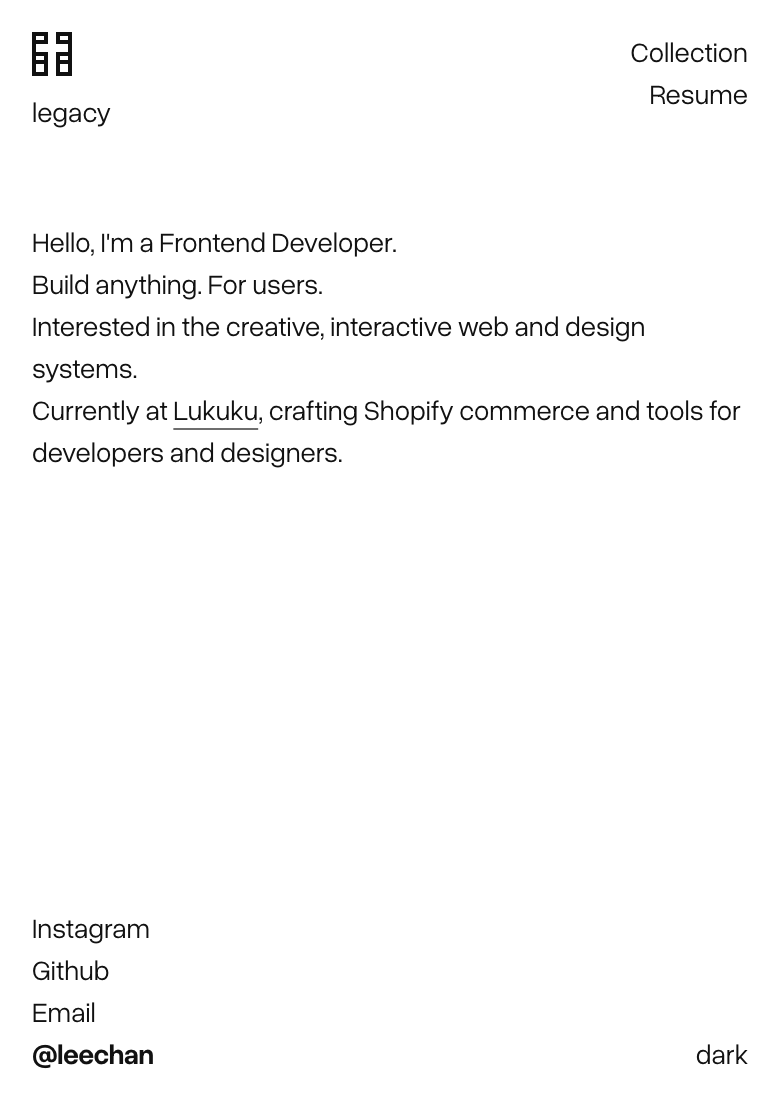 legacy
Collection
Resume
Hello, I'm a Frontend Developer.
Build anything. For users.
Interested in the creative, interactive web and design
systems.
Currently at Lukuku, crafting Shopify commerce and tools for
developers and designers.
Instagram
Github
Email
@leechan
dark